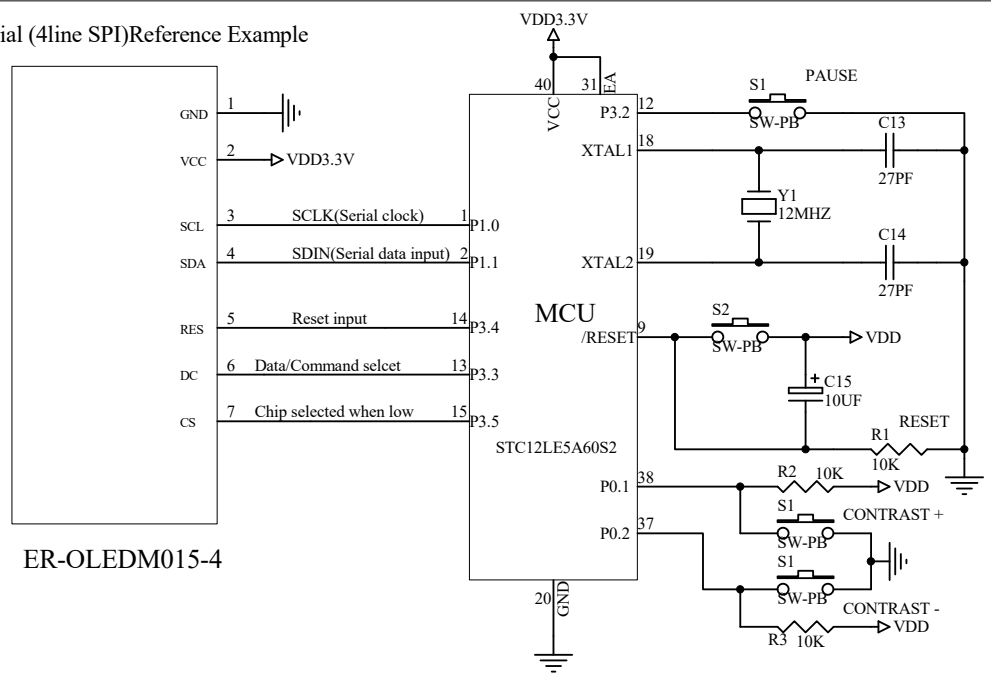 ial (4line SPI)Reference Example
VDD3.3V
GND 1
VCC 2 VDD3.3V
SCL 3 SCLK(Serial clock) 1 P1.0
SDA 4 SDIN(Serial data input) 2 P1.1
RES 5 Reset input 14 P3.4
DC 6 Data/Command selcet 13 P3.3
CS 7 Chip selected when low 15 P3.5
ER-OLEDM015-4
40 VCC
31 EA
P3.2 12
XTAL1 18
XTAL2 19
MCU
/RESET 9
STC12LE5A60S2
P0.1 38
P0.2 37
20 GND
S1 PAUSE
SW-PB
C13
27PF
Y1
12MHZ
C14
27PF
S2
SW-PB
VDD
+ C15
10UF
RESET
R1
10K
R2 10K VDD
S1 CONTRAST +
SW-PB
S1
SW-PB
CONTRAST -
VDD
R3 10K